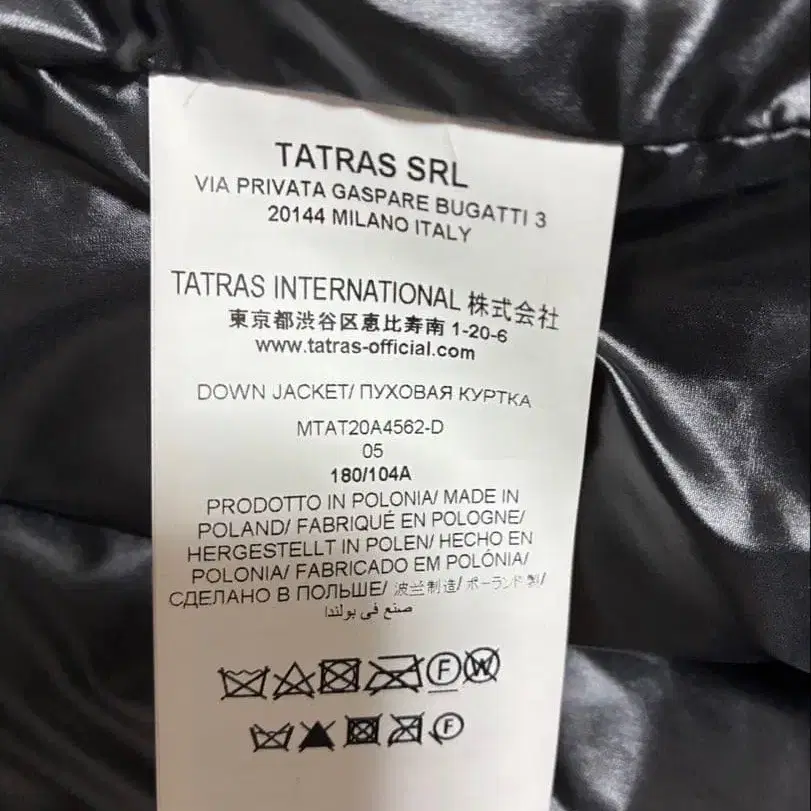 TATRAS SRL
VIA PRIVATA GASPARE BUGATTI 3
20144 MILANO ITALY
TATRAS INTERNATIONAL 株式会社
東京都渋谷区恵比寿南 1-20-6
www.tatras-official.com
DOWN JACKET/ ПУХОВАЯ КУРТКА
MTAT20A4562-D
05
180/104A
PRODOTTO IN POLONIA/ MADE IN
POLAND/ FABRIQUÉ EN POLOGNE/
HERGESTELLT IN POLEN/ HECHO EN
POLONIA/ FABRICADO EM POLÓNIA/
СДЕЛАНО В ПОЛЬШЕ/ 波兰制造/ ポーランド製/
صنع في بولندا
F W
F